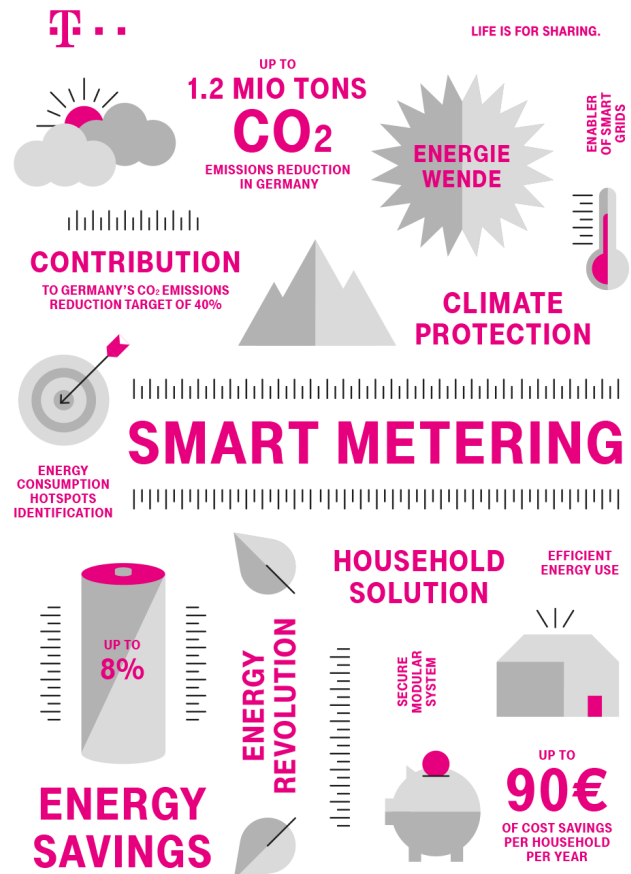 T
LIFE IS FOR SHARING.
UP TO
1.2 MIO TONS
CO₂
EMISSIONS REDUCTION
IN GERMANY
ENERGIE
WENDE
ENABLER
OF SMART
GRIDS
CONTRIBUTION
TO GERMANY'S CO₂ EMISSIONS
REDUCTION TARGET OF 40%
CLIMATE
PROTECTION
SMART METERING
ENERGY
CONSUMPTION
HOTSPOTS
IDENTIFICATION
HOUSEHOLD
SOLUTION
EFFICIENT
ENERGY USE
UP TO
8%
ENERGY
REVOLUTION
SECURE
MODULAR
SYSTEM
ENERGY
SAVINGS
UP TO
90€
OF COST SAVINGS
PER HOUSEHOLD
PER YEAR